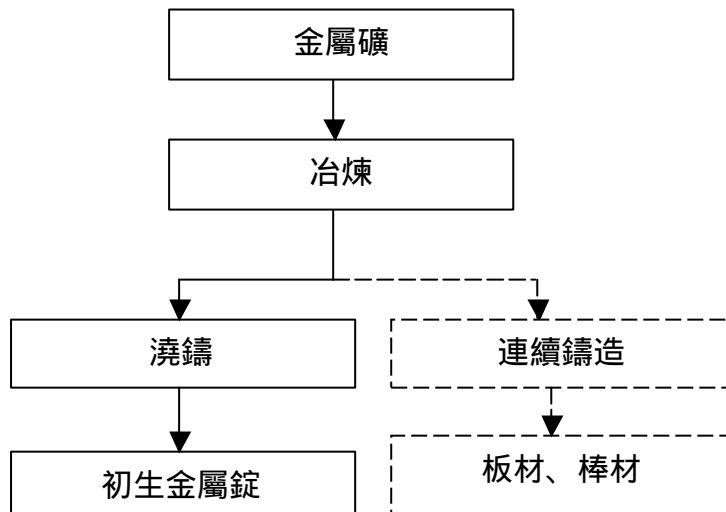 金屬礦
冶煉
澆鑄
連續鑄造
初生金屬錠
板材、棒材